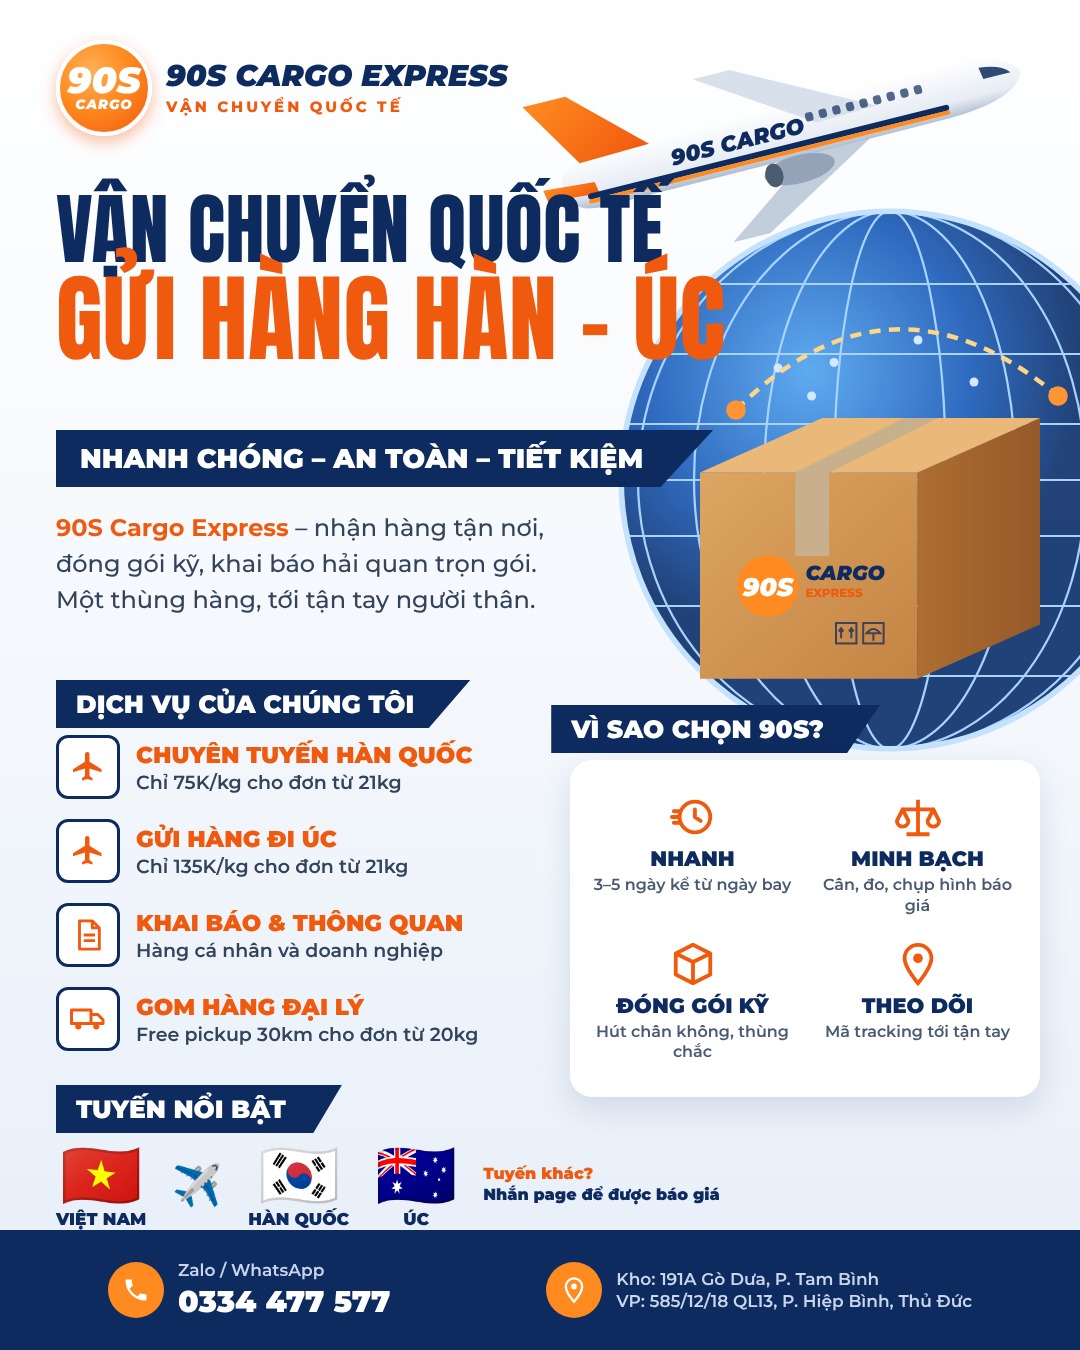 90S
CARGO
90S CARGO EXPRESS
VẬN CHUYỂN QUỐC TẾ
90S CARGO
VẬN CHUYỂN QUỐC TẾ
GỬI HÀNG HÀN - ÚC
NHANH CHÓNG – AN TOÀN – TIẾT KIỆM
90S Cargo Express – nhận hàng tận nơi,
đóng gói kỹ, khai báo hải quan trọn gói.
Một thùng hàng, tới tận tay người thân.
90S
CARGO
EXPRESS
DỊCH VỤ CỦA CHÚNG TÔI
CHUYÊN TUYẾN HÀN QUỐC
Chỉ 75K/kg cho đơn từ 21kg
GỬI HÀNG ĐI ÚC
Chỉ 135K/kg cho đơn từ 21kg
KHAI BÁO & THÔNG QUAN
Hàng cá nhân và doanh nghiệp
GOM HÀNG ĐẠI LÝ
Free pickup 30km cho đơn từ 20kg
VÌ SAO CHỌN 90S?
NHANH
3–5 ngày kể từ ngày bay
MINH BẠCH
Cân, đo, chụp hình báo
giá
ĐÓNG GÓI KỸ
Hút chân không, thùng
chắc
THEO DÕI
Mã tracking tới tận tay
TUYẾN NỔI BẬT
VIỆT NAM
HÀN QUỐC
ÚC
Tuyến khác?
Nhắn page để được báo giá
Zalo / WhatsApp
0334 477 577
Kho: 191A Gò Dưa, P. Tam Bình
VP: 585/12/18 QL13, P. Hiệp Bình, Thủ Đức